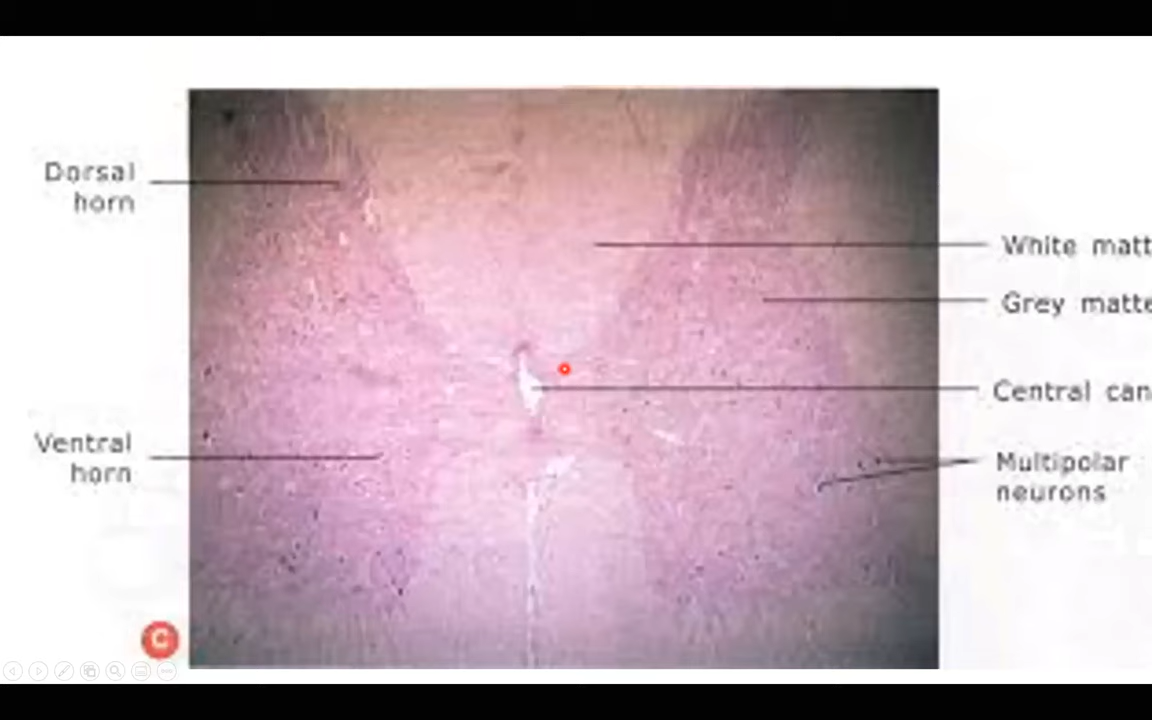 Dorsal
horn
White matt
Grey matte
Central can
Ventral
horn
Multipolar
neurons
C